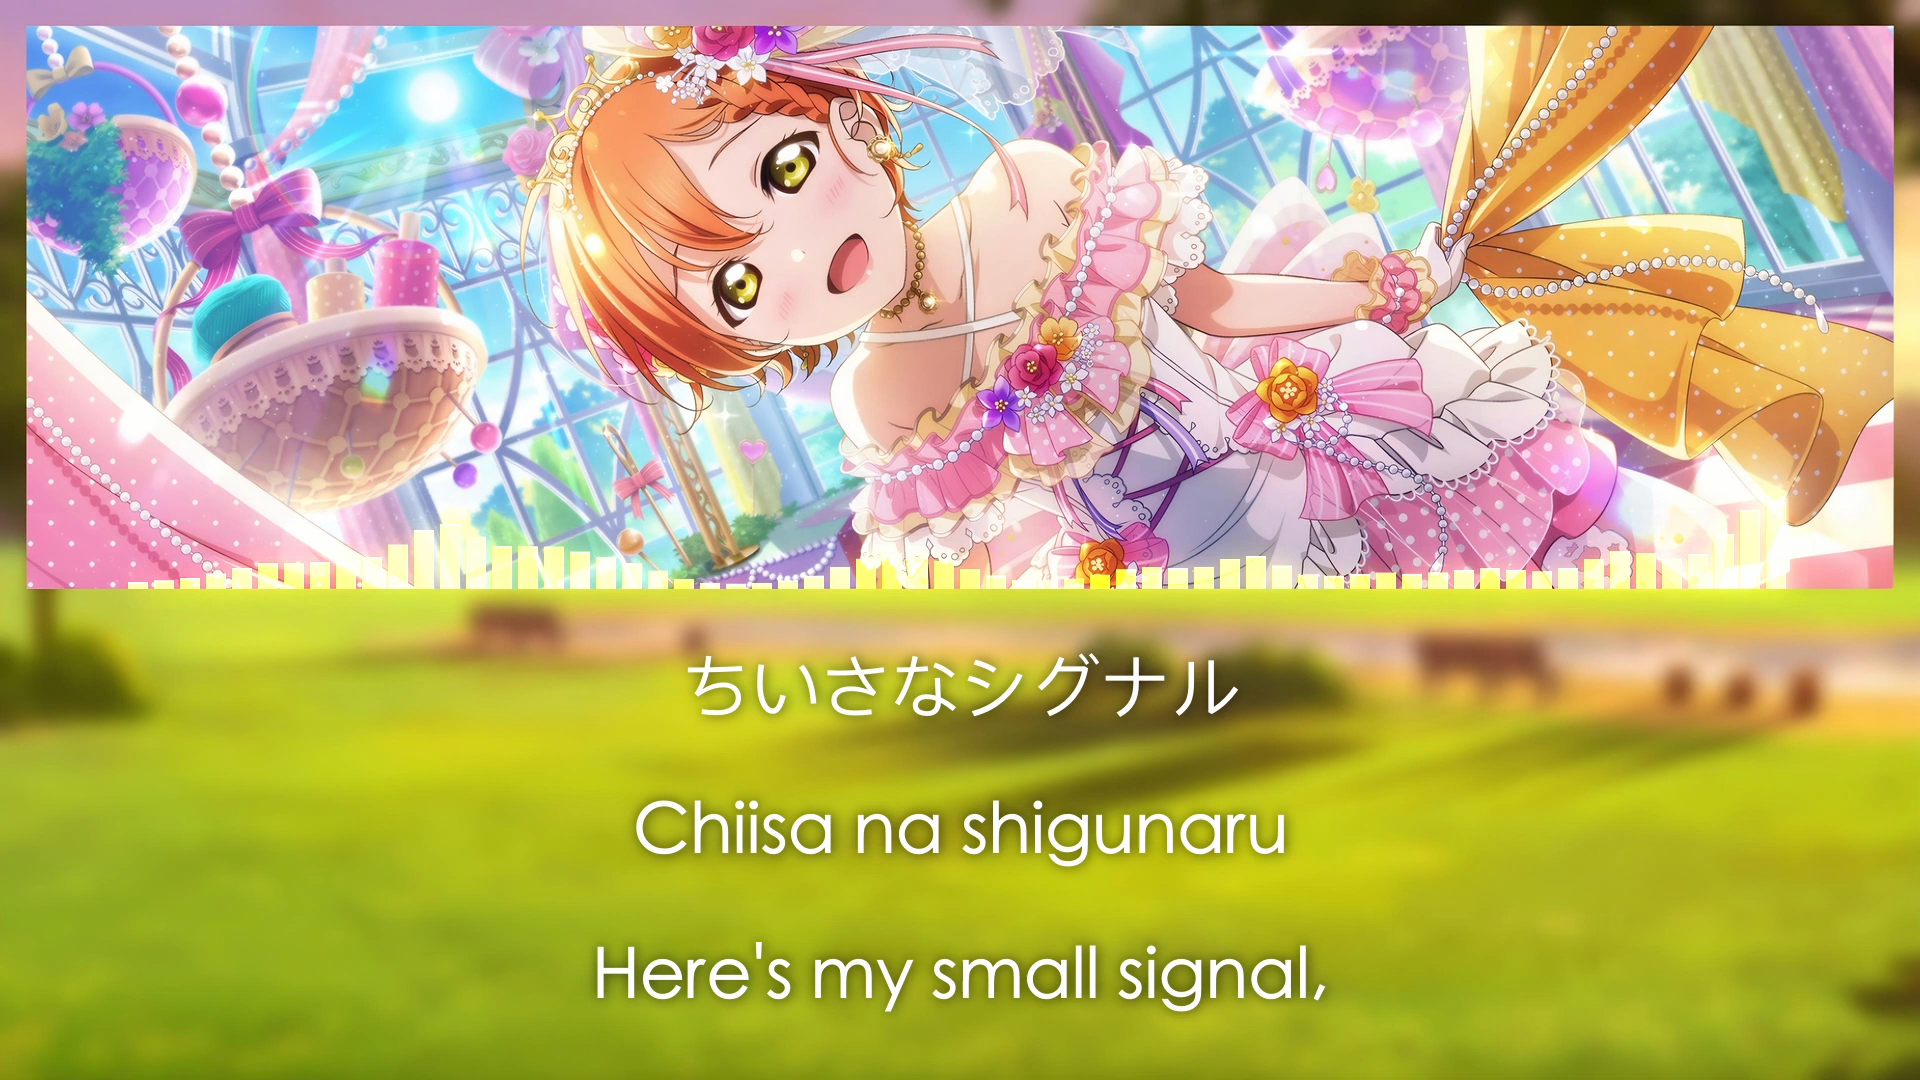 ちいさなシグナル
Chiisa na shigunaru
Here's my small signal,